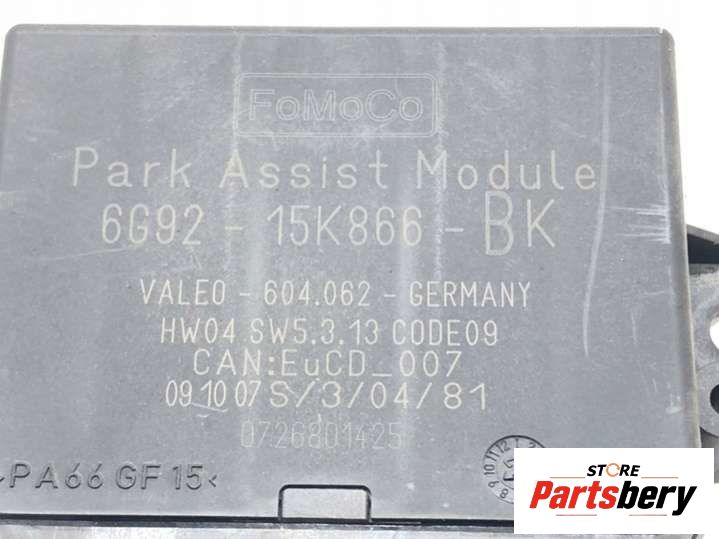 FoMoCo
Park Assist Module
6G92 - 15K866 - BK
VALEO - 604.062 - GERMANY
HW04 SW5.3.13 CODE09
CAN:EuCD_007
09.10 07 S/3/04/81
0726801425
>PA66 GF15<
STORE
Partsbery